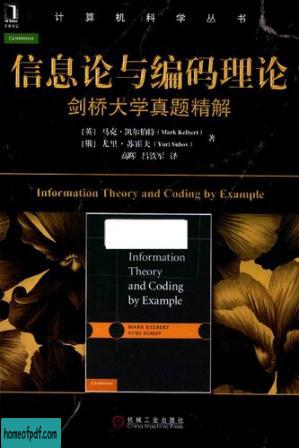 计算机科学丛书
Cambridge
信息论与编码理论
剑桥大学真题精解
[英] 马克·凯尔伯特 (Mark Kelbert)
[俄] 尤里·苏霍夫 (Yuri Suhov) 著
高晖 吕铁军 译
Information Theory and Coding by Example
Information
Theory
and Coding
by Example
MARK KELBERT
YURI SUHOV
CAMBRIDGE
机械工业出版社
China Machine Press
homeofpdf.com